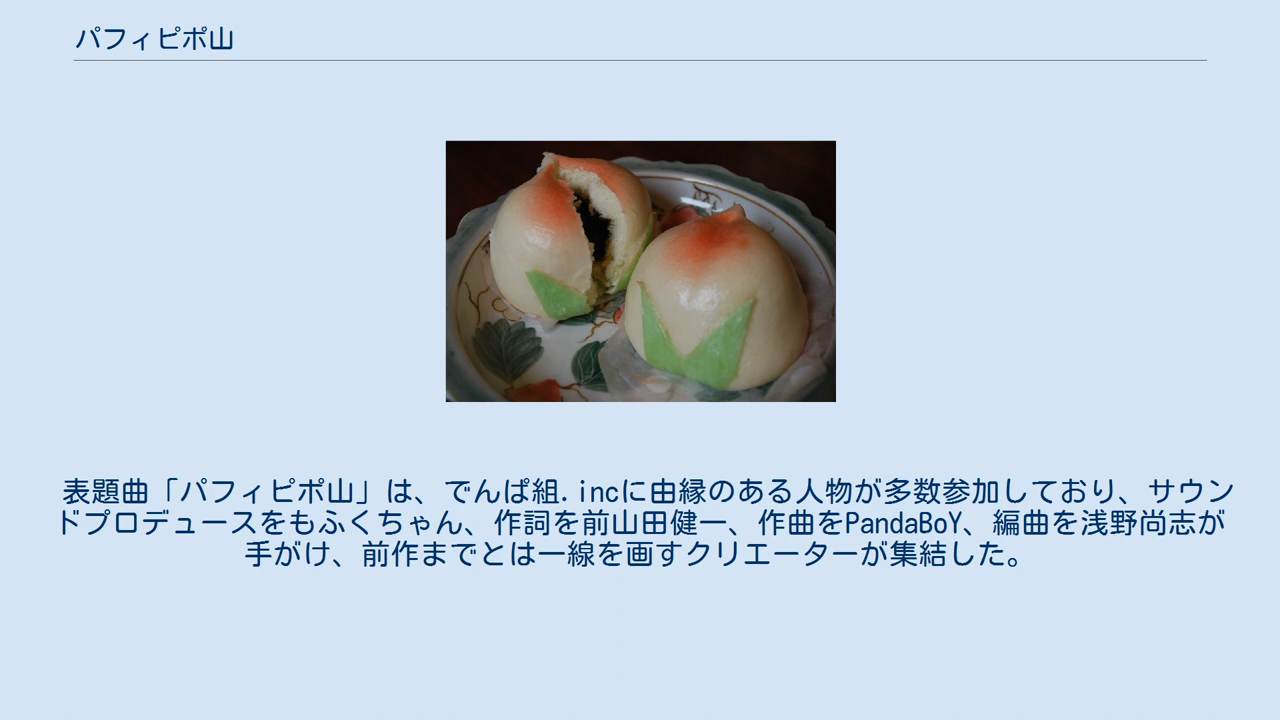 パフィピポ山
表題曲「パフィピポ山」は、でんぱ組.incに由縁のある人物が多数参加しており、サウン
ドプロデュースをもふくちゃん、作詞を前山田健一、作曲をPandaBoY、編曲を浅野尚志が
手がけ、前作までとは一線を画すクリエーターが集結した。